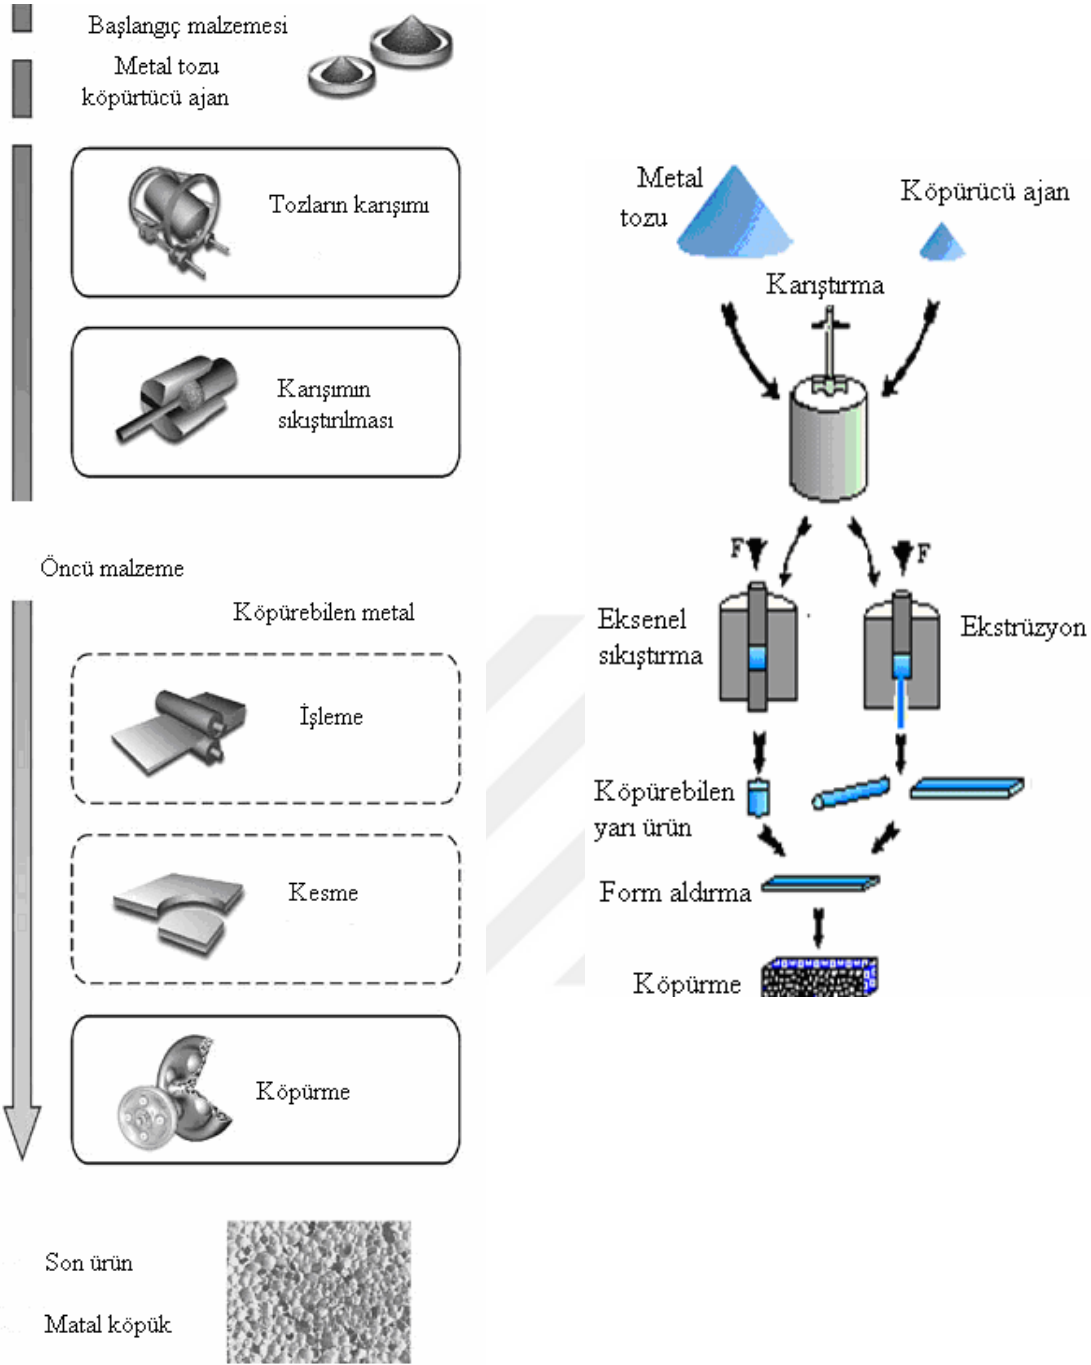 Başlangıç malzemesi
Metal tozu
köpürtücü ajan
Tozların karışımı
Karışımın
sıkıştırılması
Öncü malzeme
Köpürebilen metal
İşleme
Kesme
Köpürme
Son ürün
Matal köpük
Metal
tozu
Köpürücü ajan
Karıştırma
F
F
Eksenel
sıkıştırma
Ekstrüzyon
Köpürebilen
yarı ürün
Form aldırma
Köpürme